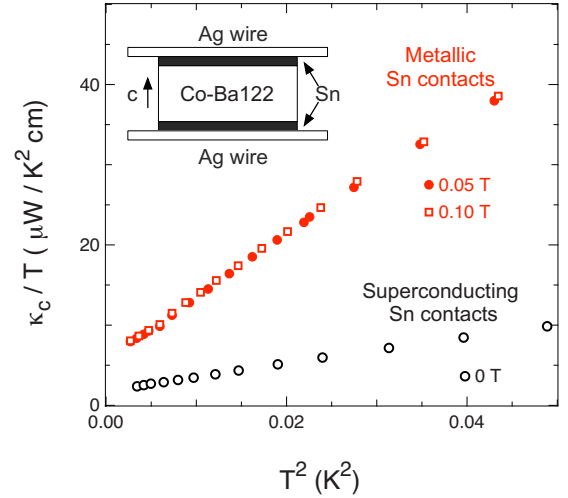 Ag wire
c
Co-Ba122
Sn
Ag wire
Metallic
Sn contacts
0.05 T
0.10 T
Superconducting
Sn contacts
0 T
40
20
0
κc / T ( μW / K² cm)
0.00
0.02
0.04
T² (K²)